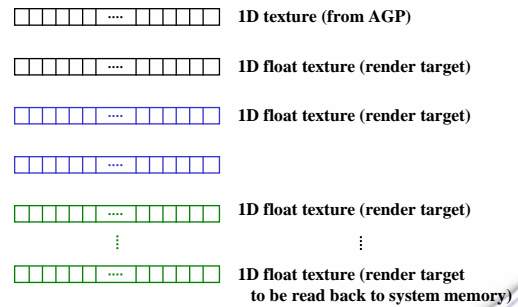 .... 1D texture (from AGP)
.... 1D float texture (render target)
.... 1D float texture (render target)
....
.... 1D float texture (render target)
.... 1D float texture (render target
to be read back to system memory)